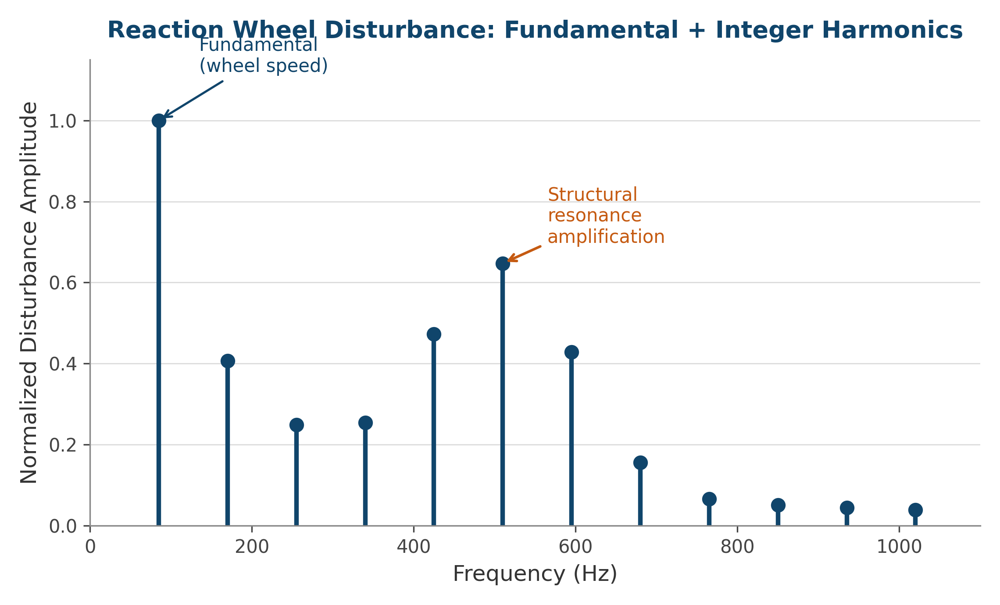 Reaction Wheel Disturbance: Fundamental + Integer Harmonics
Fundamental
(wheel speed)
Structural
resonance
amplification
Normalized Disturbance Amplitude
1.0
0.8
0.6
0.4
0.2
0.0
0
200
400
600
800
1000
Frequency (Hz)